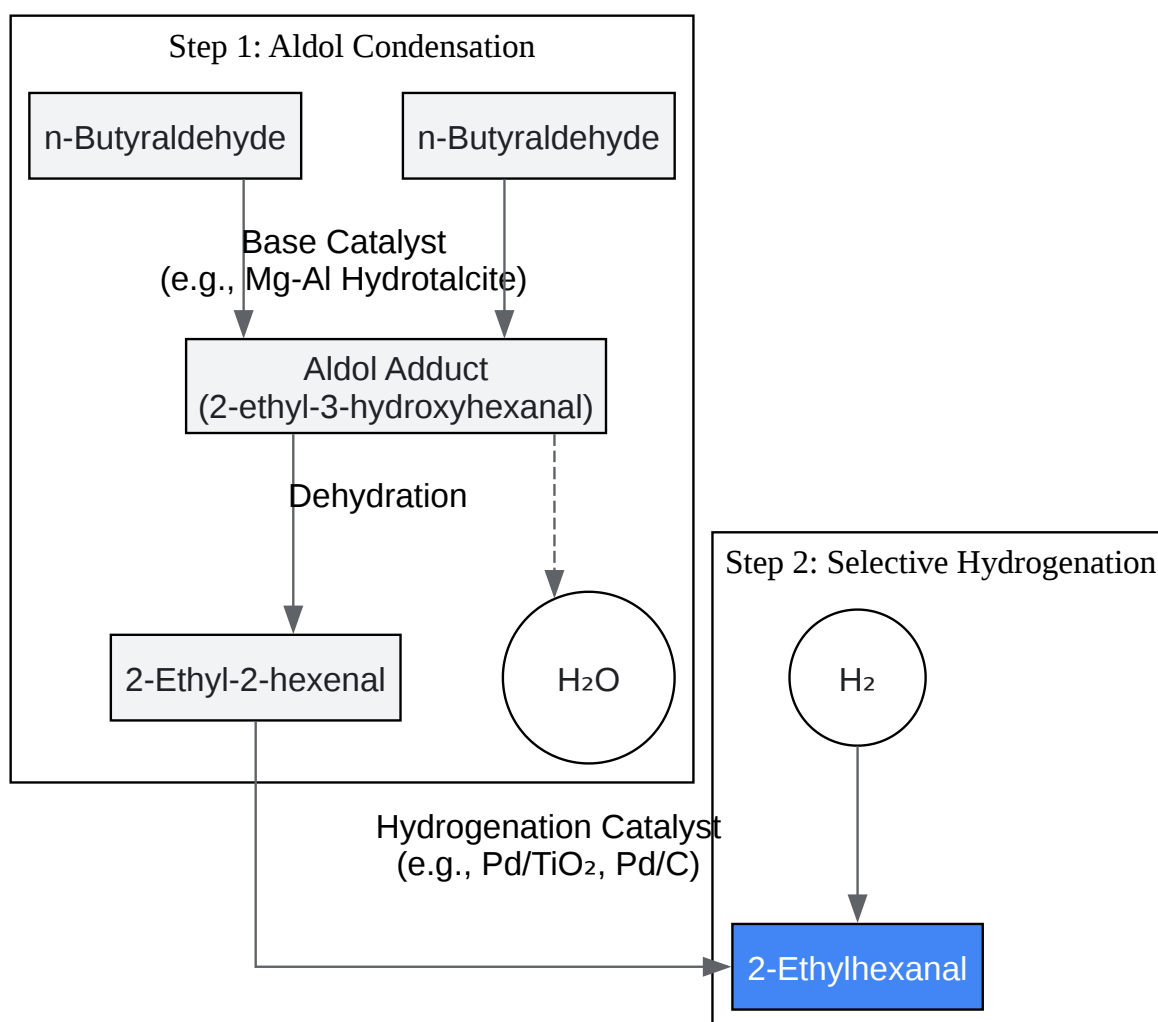 Step 1: Aldol Condensation
n-Butyraldehyde
n-Butyraldehyde
Base Catalyst
(e.g., Mg-Al Hydrotalcite)
Aldol Adduct
(2-ethyl-3-hydroxyhexanal)
Dehydration
2-Ethyl-2-hexenal
H₂O
Step 2: Selective Hydrogenation
H₂
Hydrogenation Catalyst
(e.g., Pd/TiO₂, Pd/C)
2-Ethylhexanal